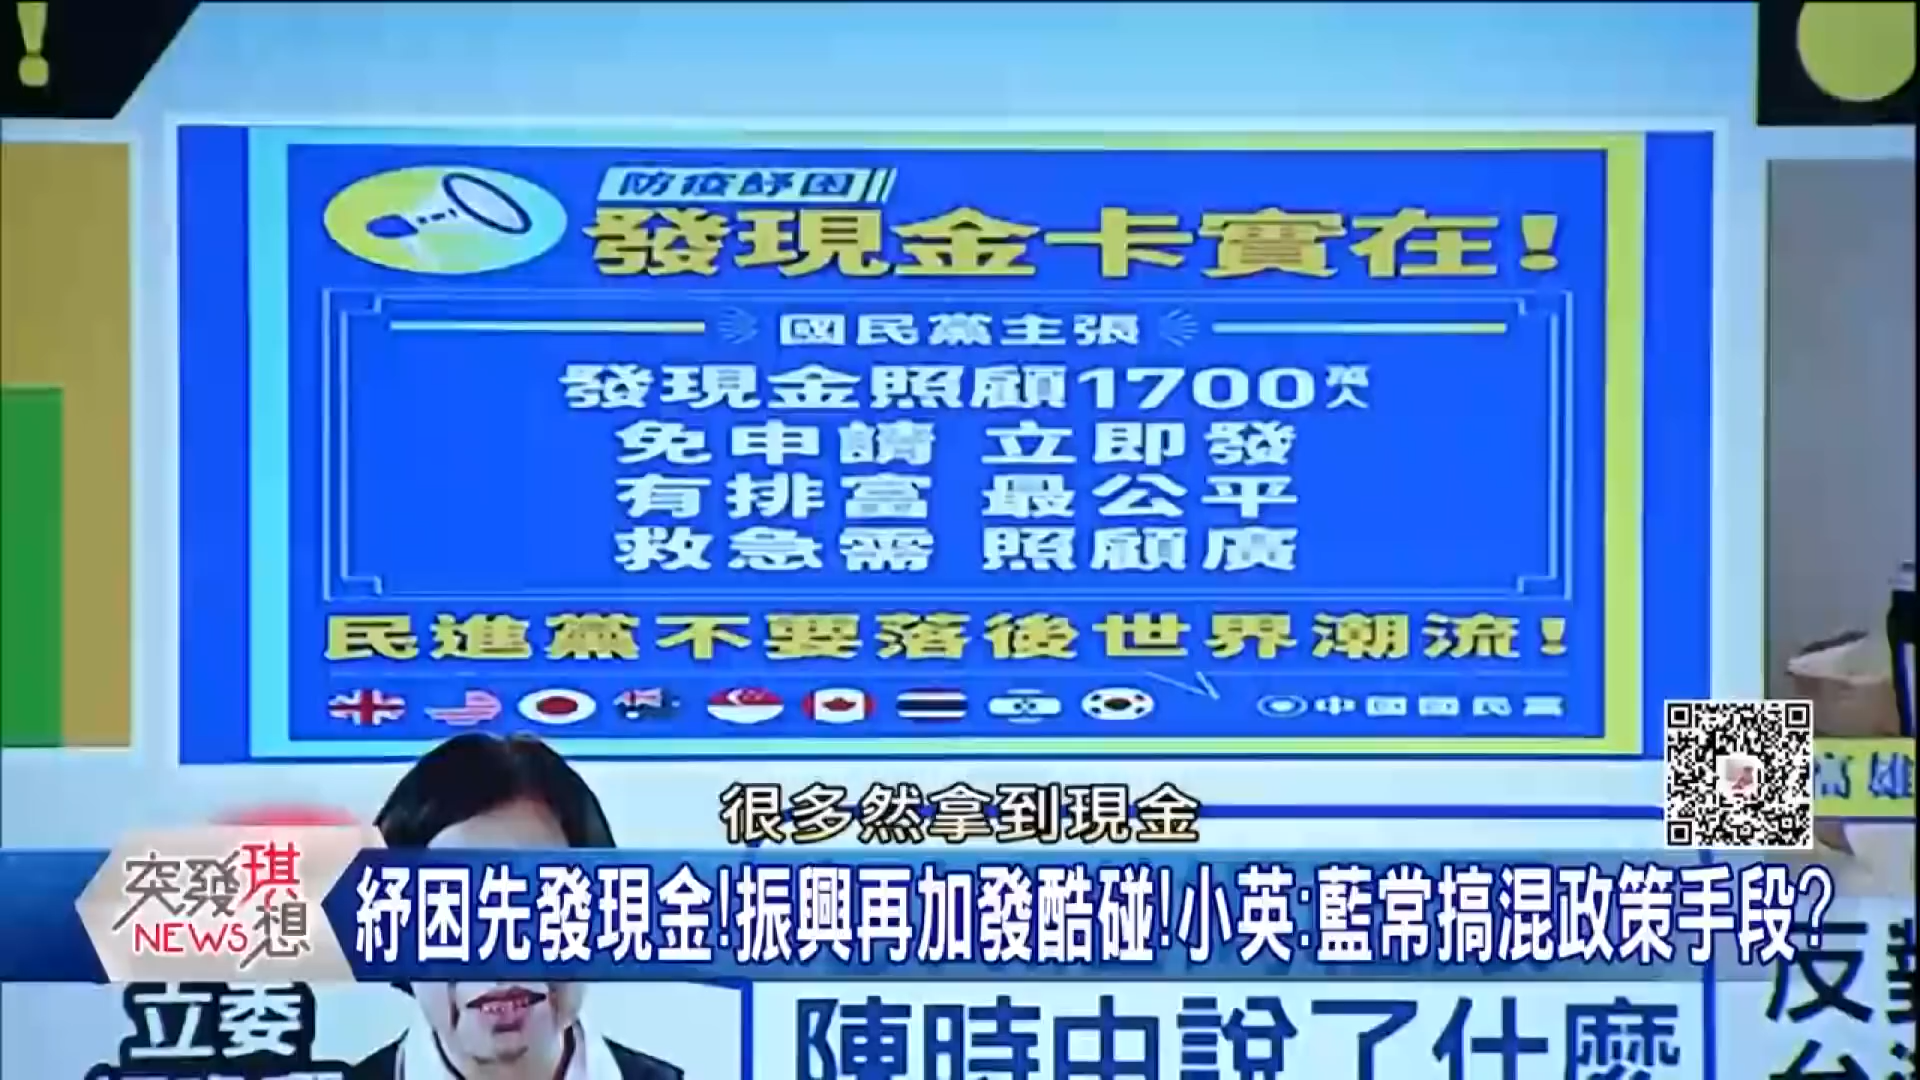 !
防疫紓困
發現金卡實在!
國民黨主張
發現金照顧1700萬人
免申請 立即發
有排富 最公平
救急需 照顧廣
民進黨不要落後世界潮流!
中國國民黨
高雄
很多然拿到現金
突發琪想
NEWS
紓困先發現金!振興再加發酷碰!小英:藍常搞混政策手段?
立委
陳時中說了什麼
反對